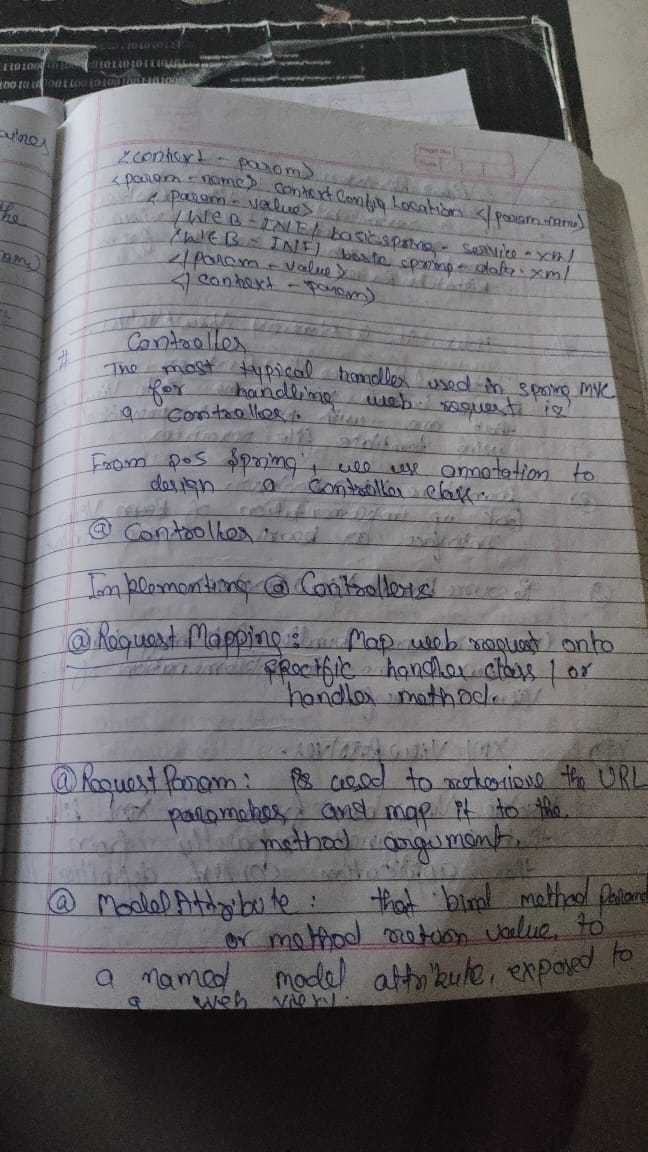 <context-param>
<param-name> contextConfig Location </param-name>
<param-value>
/WEB-INF/ basicspring-service.xml
/WEB-INF/ basic spring-data.xml
</param-value>
</context-param>
# Controller
The most typical handler used in spring MVC
for handling web request is
a controller.
From Spring, we use annotation to
design a controller class.
@ Controller:
Implementing @ Controllers
@ Request Mapping: Map web request onto
specific handler class / or
handler method.
@ Request Param: is used to retrieve the URL
parameter and map it to the
method argument.
@ Model Attribute: that bind method
or method return value, to
a named model attribute, exposed to
a web view.